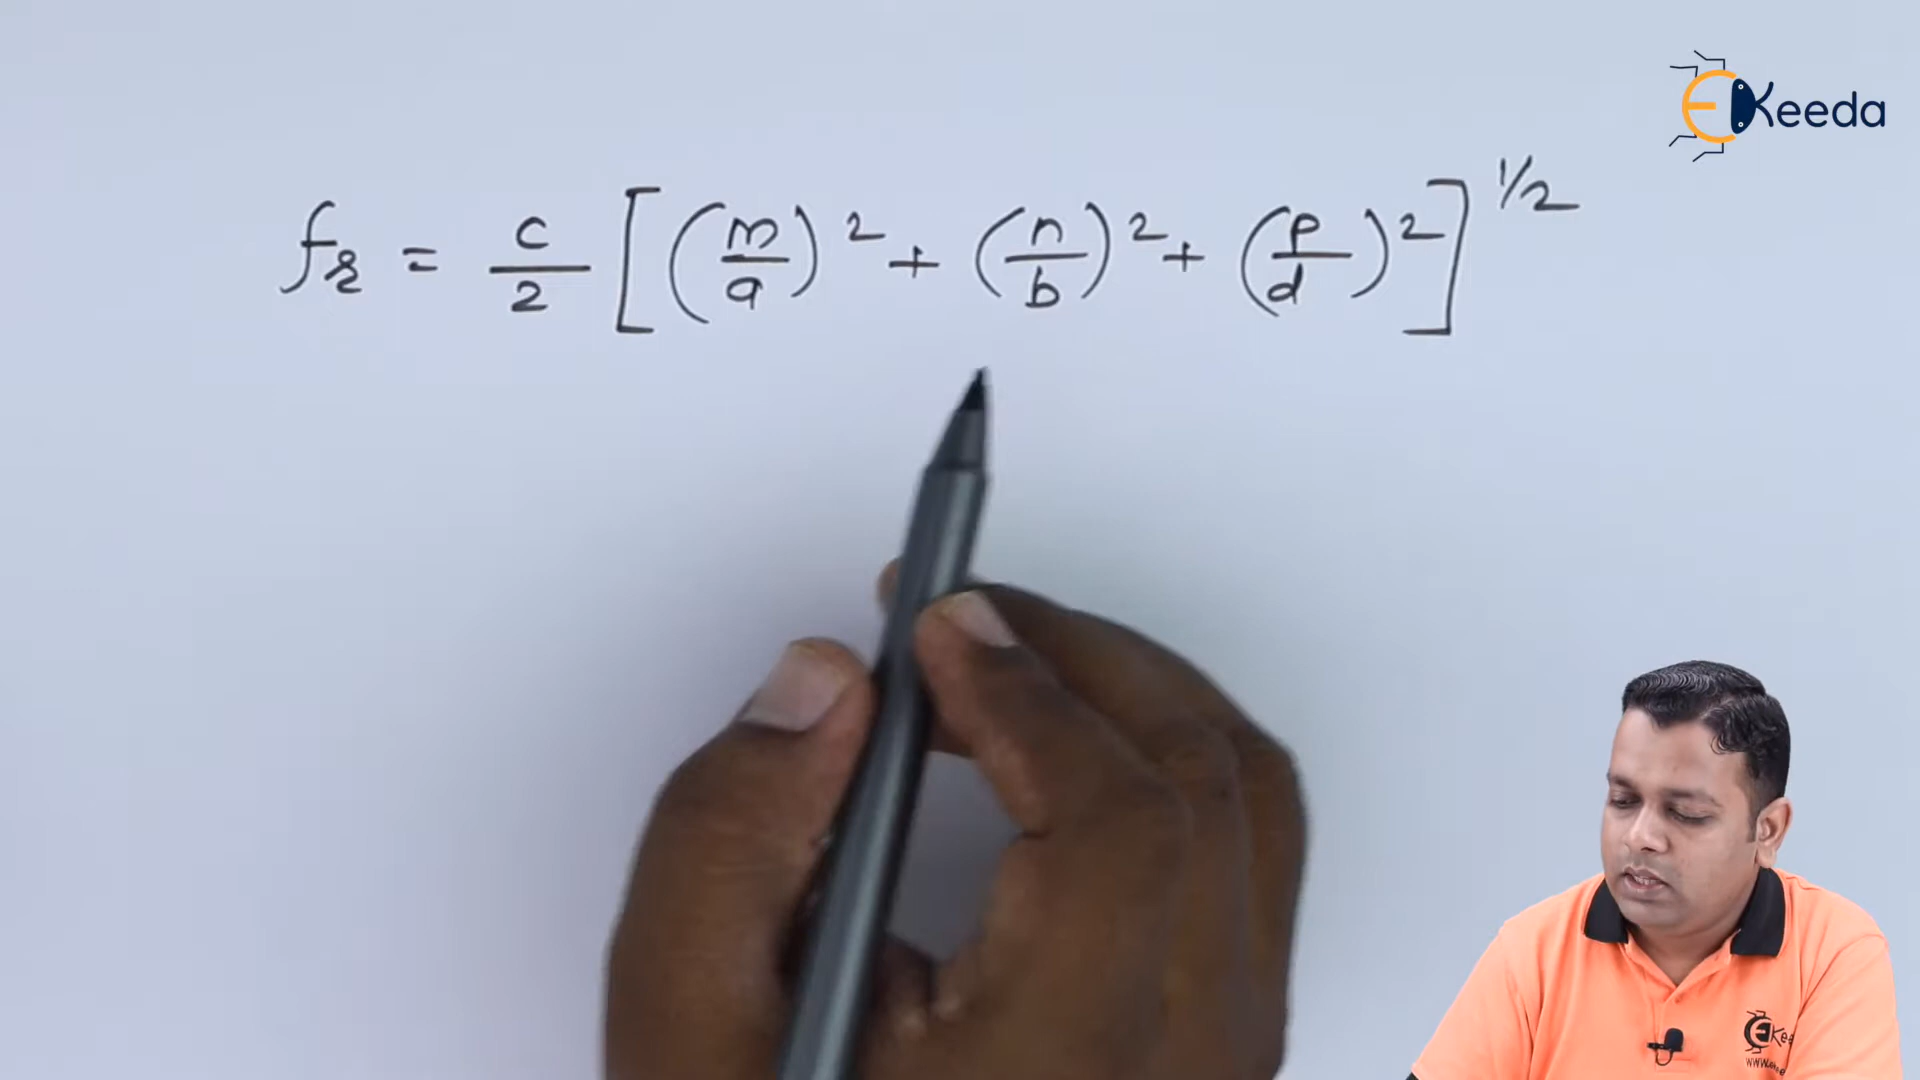 EKeeda
fr = c/2 [(m/a)² + (n/b)² + (p/d)²]^1/2